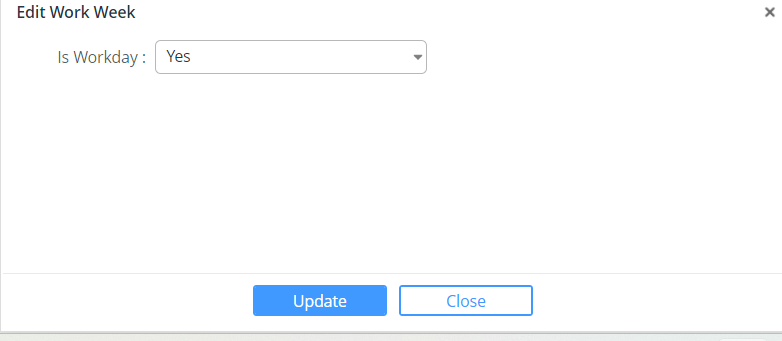 Edit Work Week ×
Is Workday : Yes
Update Close